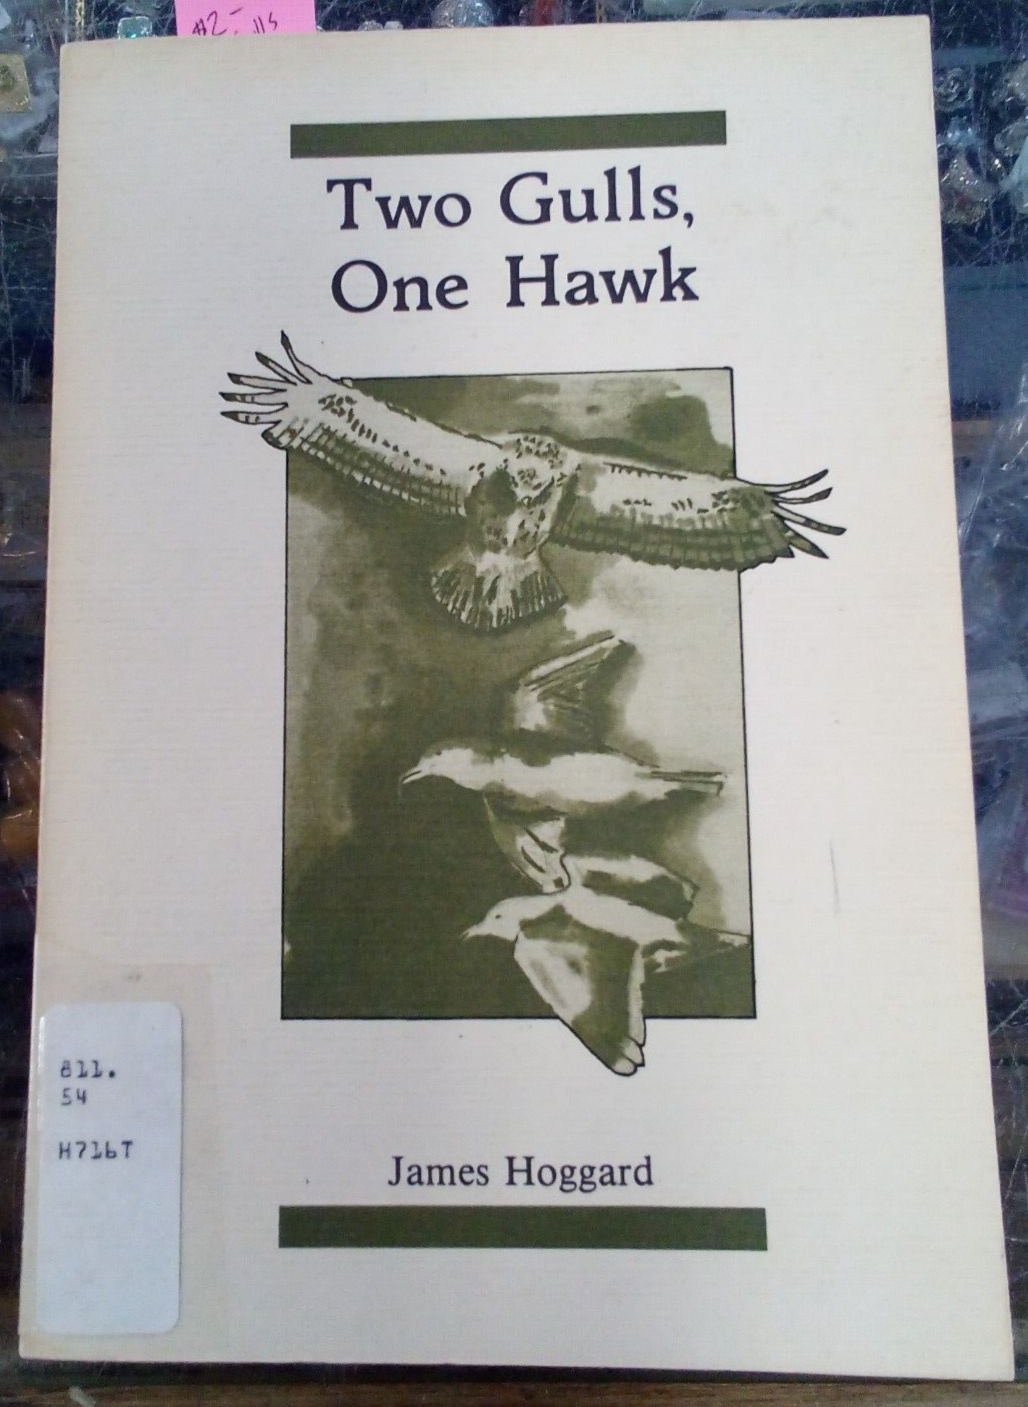 Two Gulls,
One Hawk
811.
54
H716T
James Hoggard